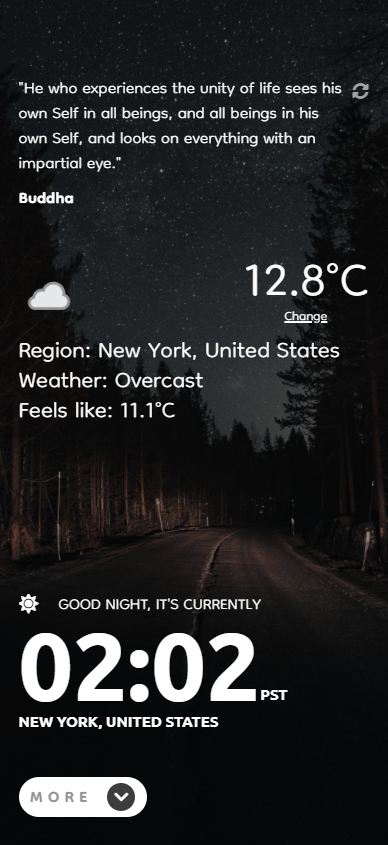 "He who experiences the unity of life sees his
own Self in all beings, and all beings in his
own Self, and looks on everything with an
impartial eye."
Buddha
12.8°C
Change
Region: New York, United States
Weather: Overcast
Feels like: 11.1°C
GOOD NIGHT, IT'S CURRENTLY
02:02 PST
NEW YORK, UNITED STATES
MORE